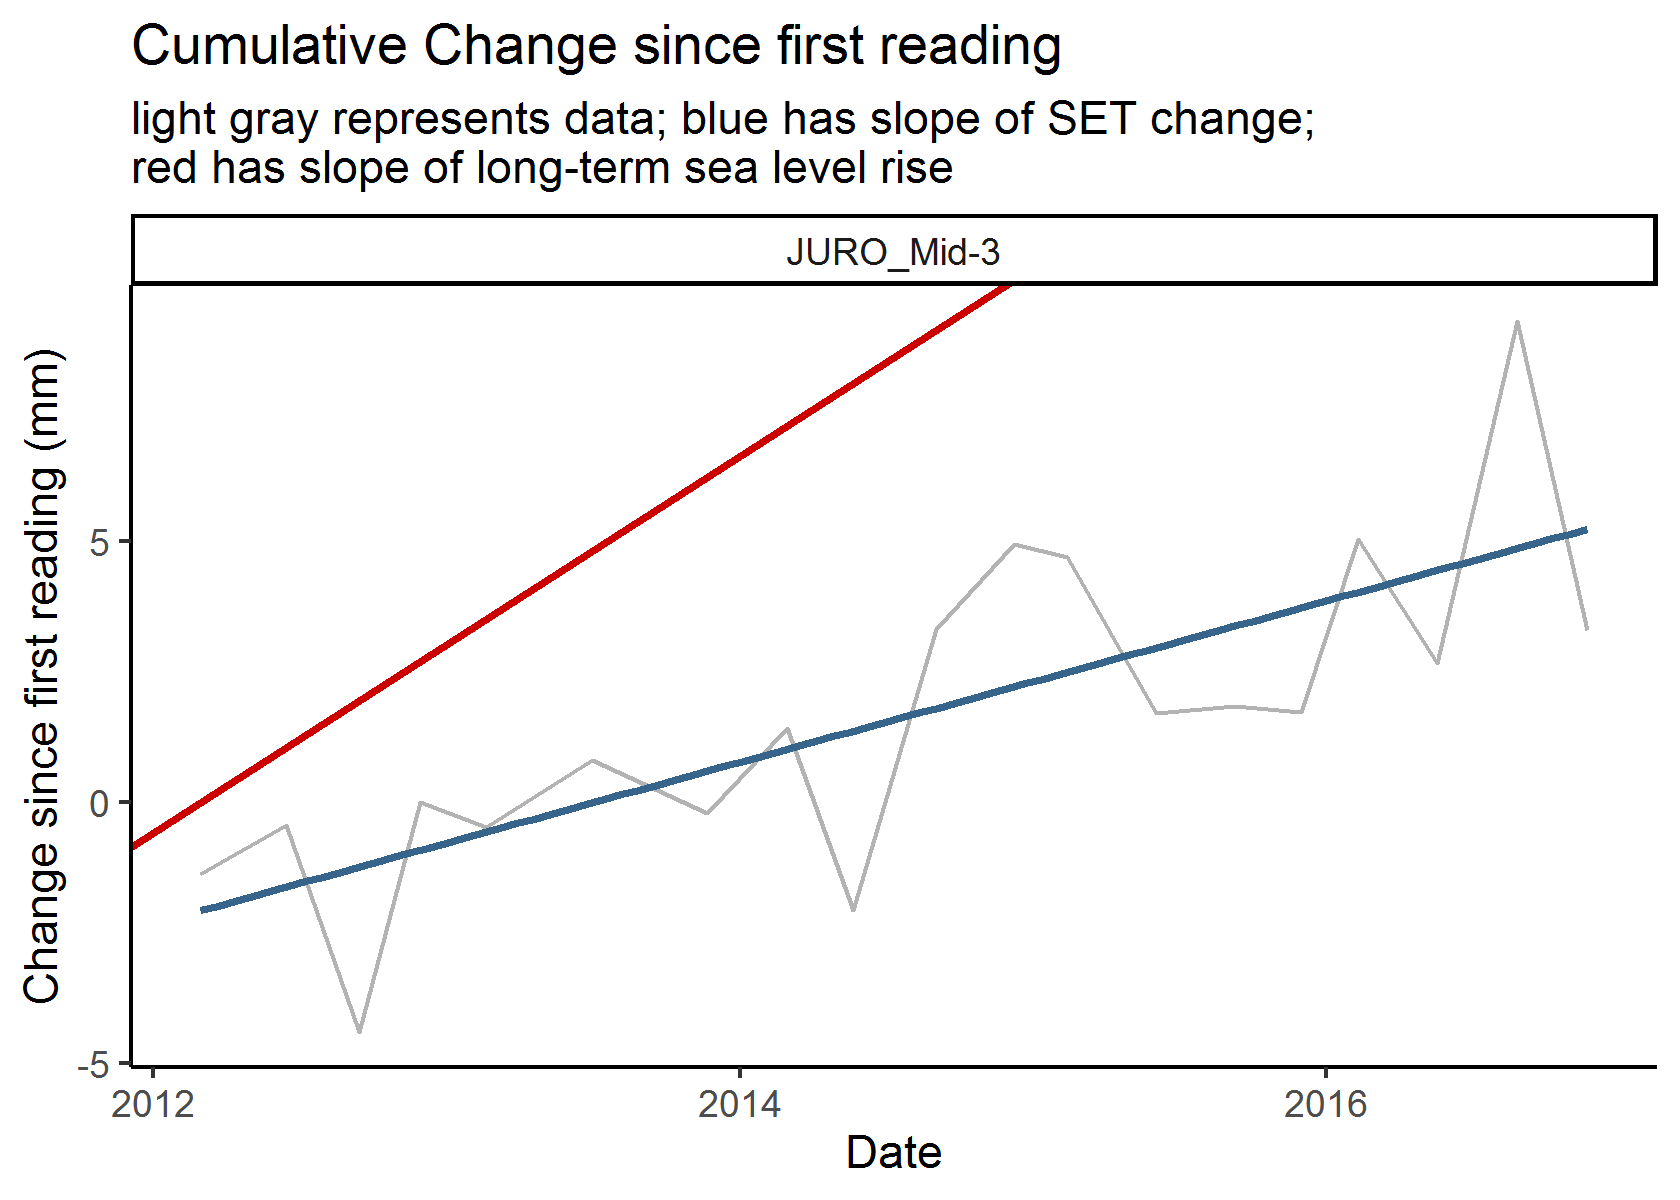 Cumulative Change since first reading
light gray represents data; blue has slope of SET change;
red has slope of long-term sea level rise
JURO_Mid-3
Change since first reading (mm)
5
0
-5
2012
2014
2016
Date